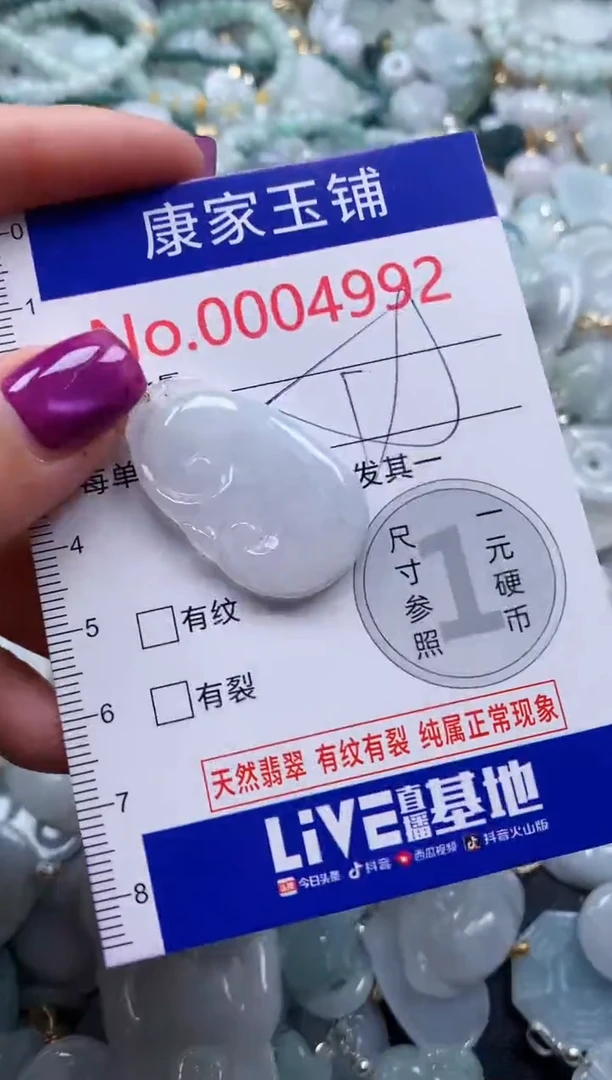 康家玉铺
No.0004992
0
1
每单
发其一
4
一元硬币
尺寸参照
1
5
有纹
6
有裂
天然翡翠 有纹有裂 纯属正常现象
7
LiVE直播基地
头条 今日头条 抖音 西瓜视频 抖音火山版
8